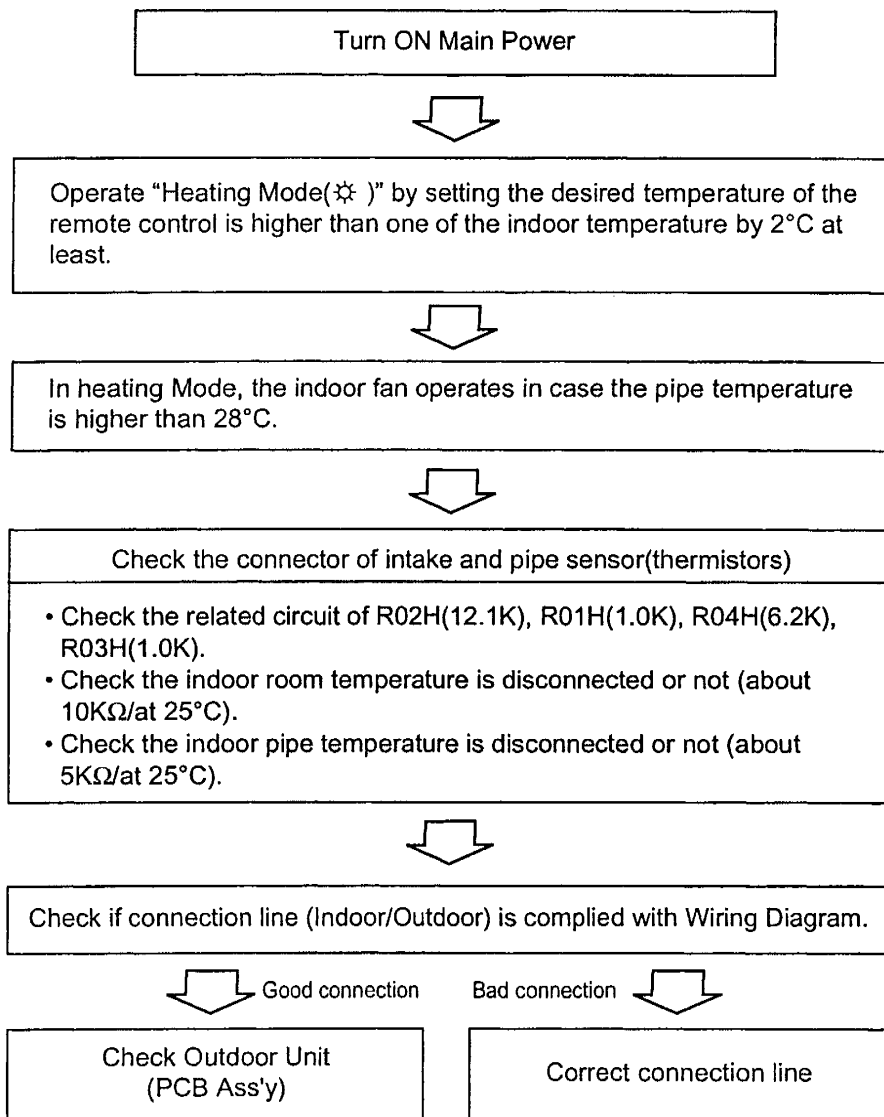 Turn ON Main Power
Operate “Heating Mode(☼ )” by setting the desired temperature of the
remote control is higher than one of the indoor temperature by 2°C at
least.
In heating Mode, the indoor fan operates in case the pipe temperature
is higher than 28°C.
Check the connector of intake and pipe sensor(thermistors)
• Check the related circuit of R02H(12.1K), R01H(1.0K), R04H(6.2K),
R03H(1.0K).
• Check the indoor room temperature is disconnected or not (about
10KΩ/at 25°C).
• Check the indoor pipe temperature is disconnected or not (about
5KΩ/at 25°C).
Check if connection line (Indoor/Outdoor) is complied with Wiring Diagram.
Good connection
Bad connection
Check Outdoor Unit
(PCB Ass'y)
Correct connection line